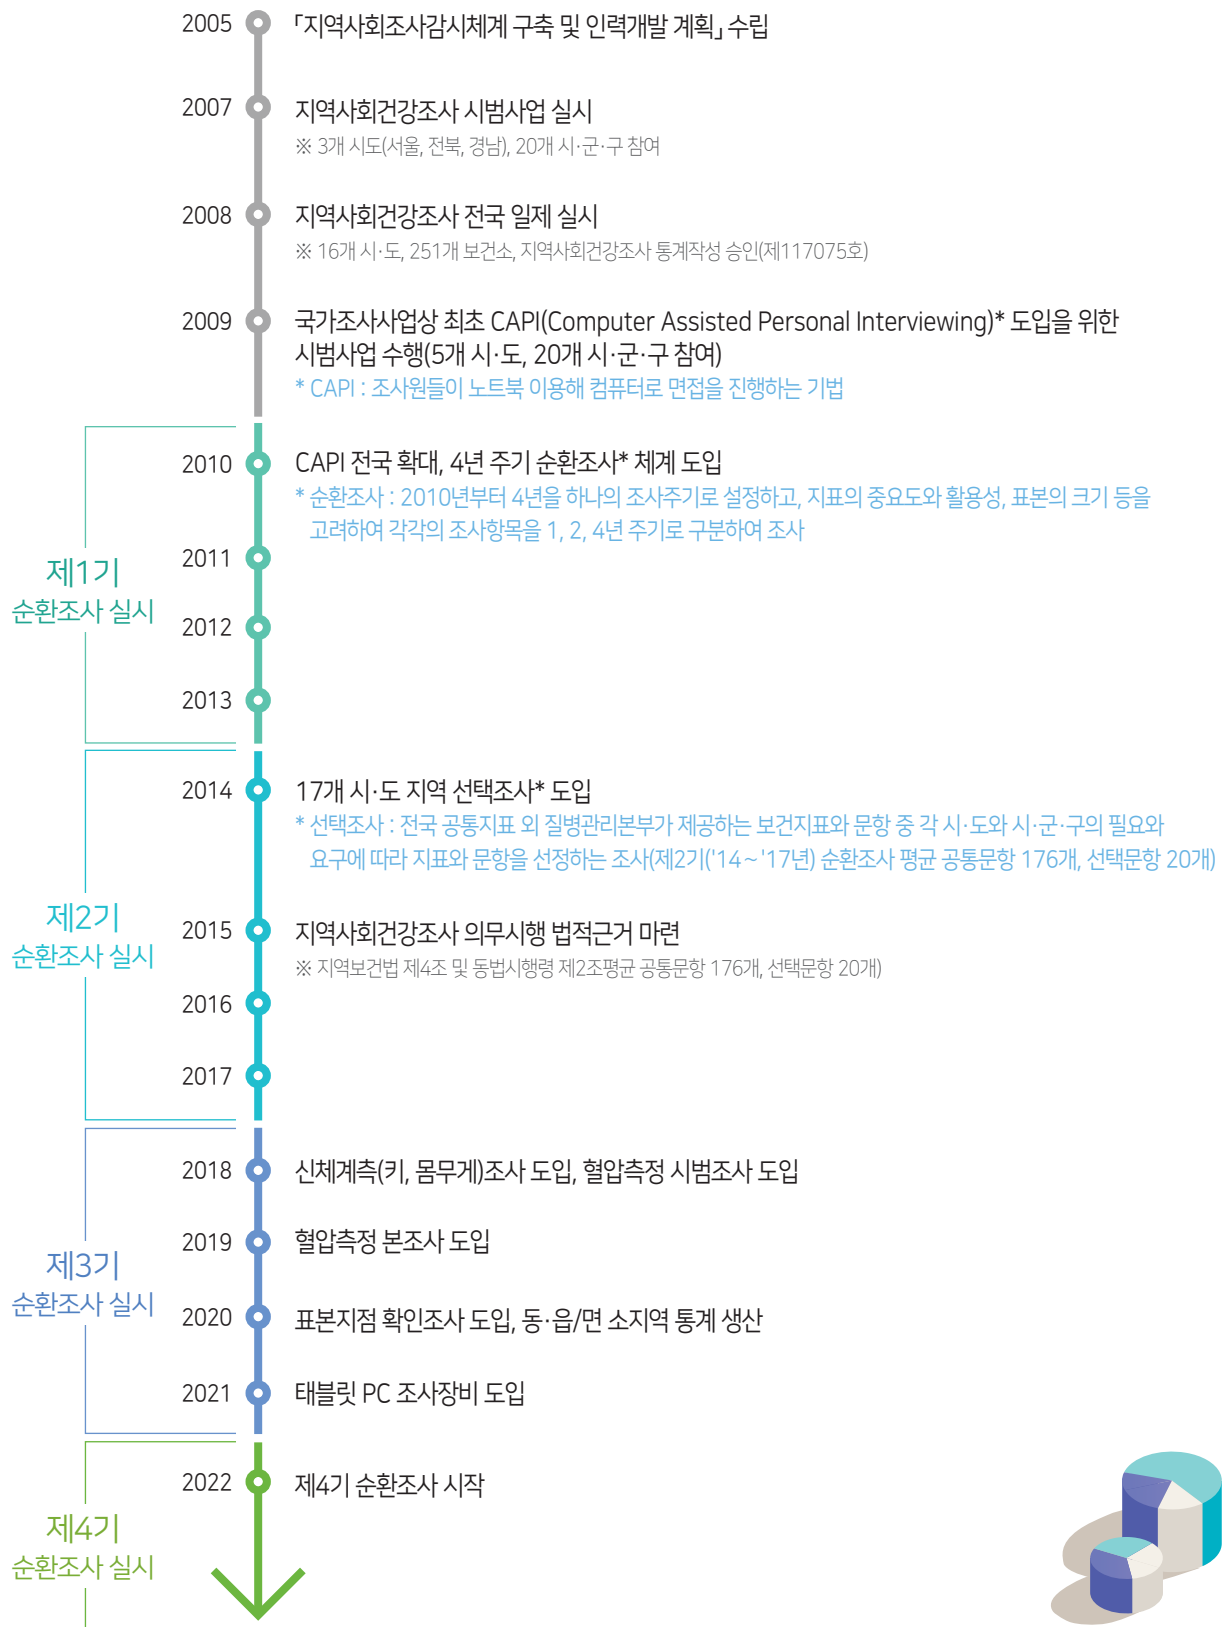 2005 「지역사회조사감시체계 구축 및 인력개발 계획」 수립
2007 지역사회건강조사 시범사업 실시
※ 3개 시도(서울, 전북, 경남), 20개 시·군·구 참여
2008 지역사회건강조사 전국 일제 실시
※ 16개 시·도, 251개 보건소, 지역사회건강조사 통계작성 승인(제117075호)
2009 국가조사사업상 최초 CAPI(Computer Assisted Personal Interviewing)* 도입을 위한
시범사업 수행(5개 시·도, 20개 시·군·구 참여)
* CAPI : 조사원들이 노트북 이용해 컴퓨터로 면접을 진행하는 기법
제1기
순환조사 실시
2010 CAPI 전국 확대, 4년 주기 순환조사* 체계 도입
* 순환조사 : 2010년부터 4년을 하나의 조사주기로 설정하고, 지표의 중요도와 활용성, 표본의 크기 등을
고려하여 각각의 조사항목을 1, 2, 4년 주기로 구분하여 조사
2011
2012
2013
제2기
순환조사 실시
2014 17개 시·도 지역 선택조사* 도입
* 선택조사 : 전국 공통지표 외 질병관리본부가 제공하는 보건지표와 문항 중 각 시·도와 시·군·구의 필요와
요구에 따라 지표와 문항을 선정하는 조사(제2기('14~'17년) 순환조사 평균 공통문항 176개, 선택문항 20개)
2015 지역사회건강조사 의무시행 법적근거 마련
※ 지역보건법 제4조 및 동법시행령 제2조평균 공통문항 176개, 선택문항 20개)
2016
2017
제3기
순환조사 실시
2018 신체계측(키, 몸무게)조사 도입, 혈압측정 시범조사 도입
2019 혈압측정 본조사 도입
2020 표본지점 확인조사 도입, 동·읍/면 소지역 통계 생산
2021 태블릿 PC 조사장비 도입
제4기
순환조사 실시
2022 제4기 순환조사 시작